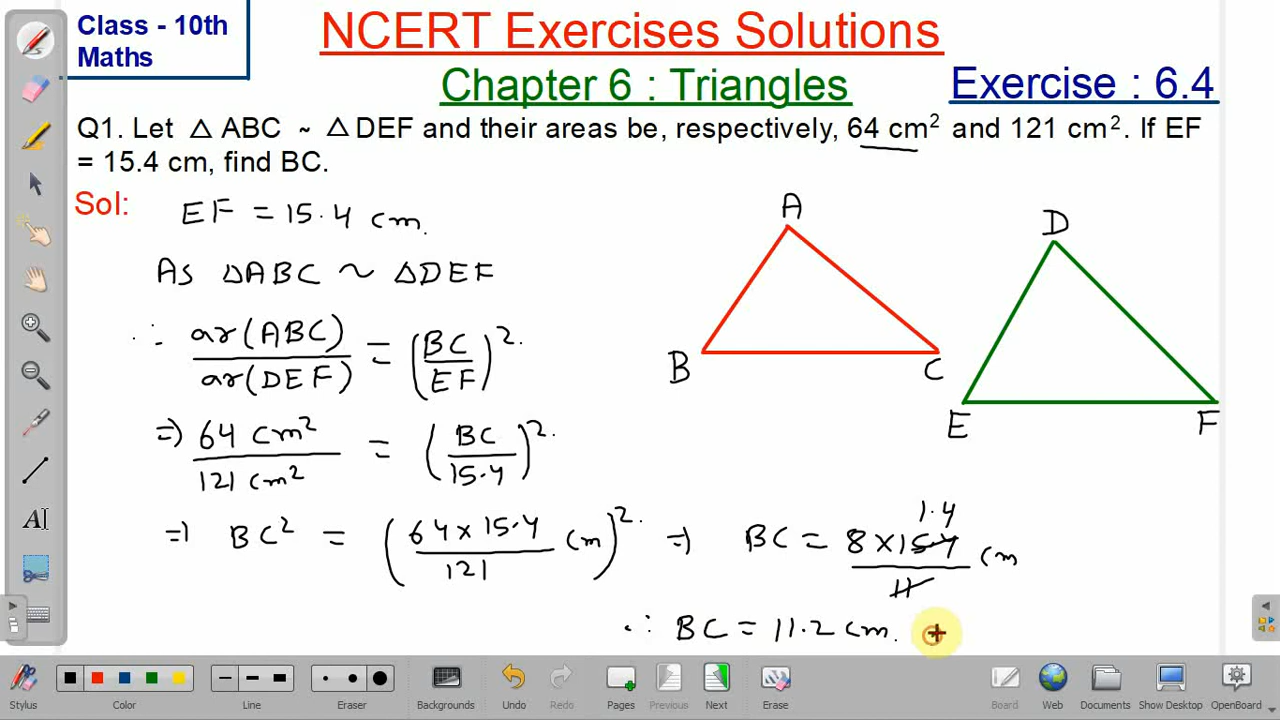 Class - 10th
Maths
NCERT Exercises Solutions
Chapter 6 : Triangles
Exercise : 6.4
Q1. Let △ ABC ~ △ DEF and their areas be, respectively, 64 cm² and 121 cm². If EF
= 15.4 cm, find BC.
Sol:
EF = 15.4 cm.
As △ABC ~ △DEF
∴ ar(ABC)/ar(DEF) = (BC/EF)².
⇒ 64 cm²/121 cm² = (BC/15.4)².
⇒ BC² = (64×15.4/121 cm)². ⇒ BC = 8×15.4/11 cm
1.4
∴ BC = 11.2 cm.
A
B
C
D
E
F
Stylus
Color
Line
Eraser
Backgrounds
Undo
Redo
Pages
Previous
Next
Erase
Board
Web
Documents
Show Desktop
OpenBoard